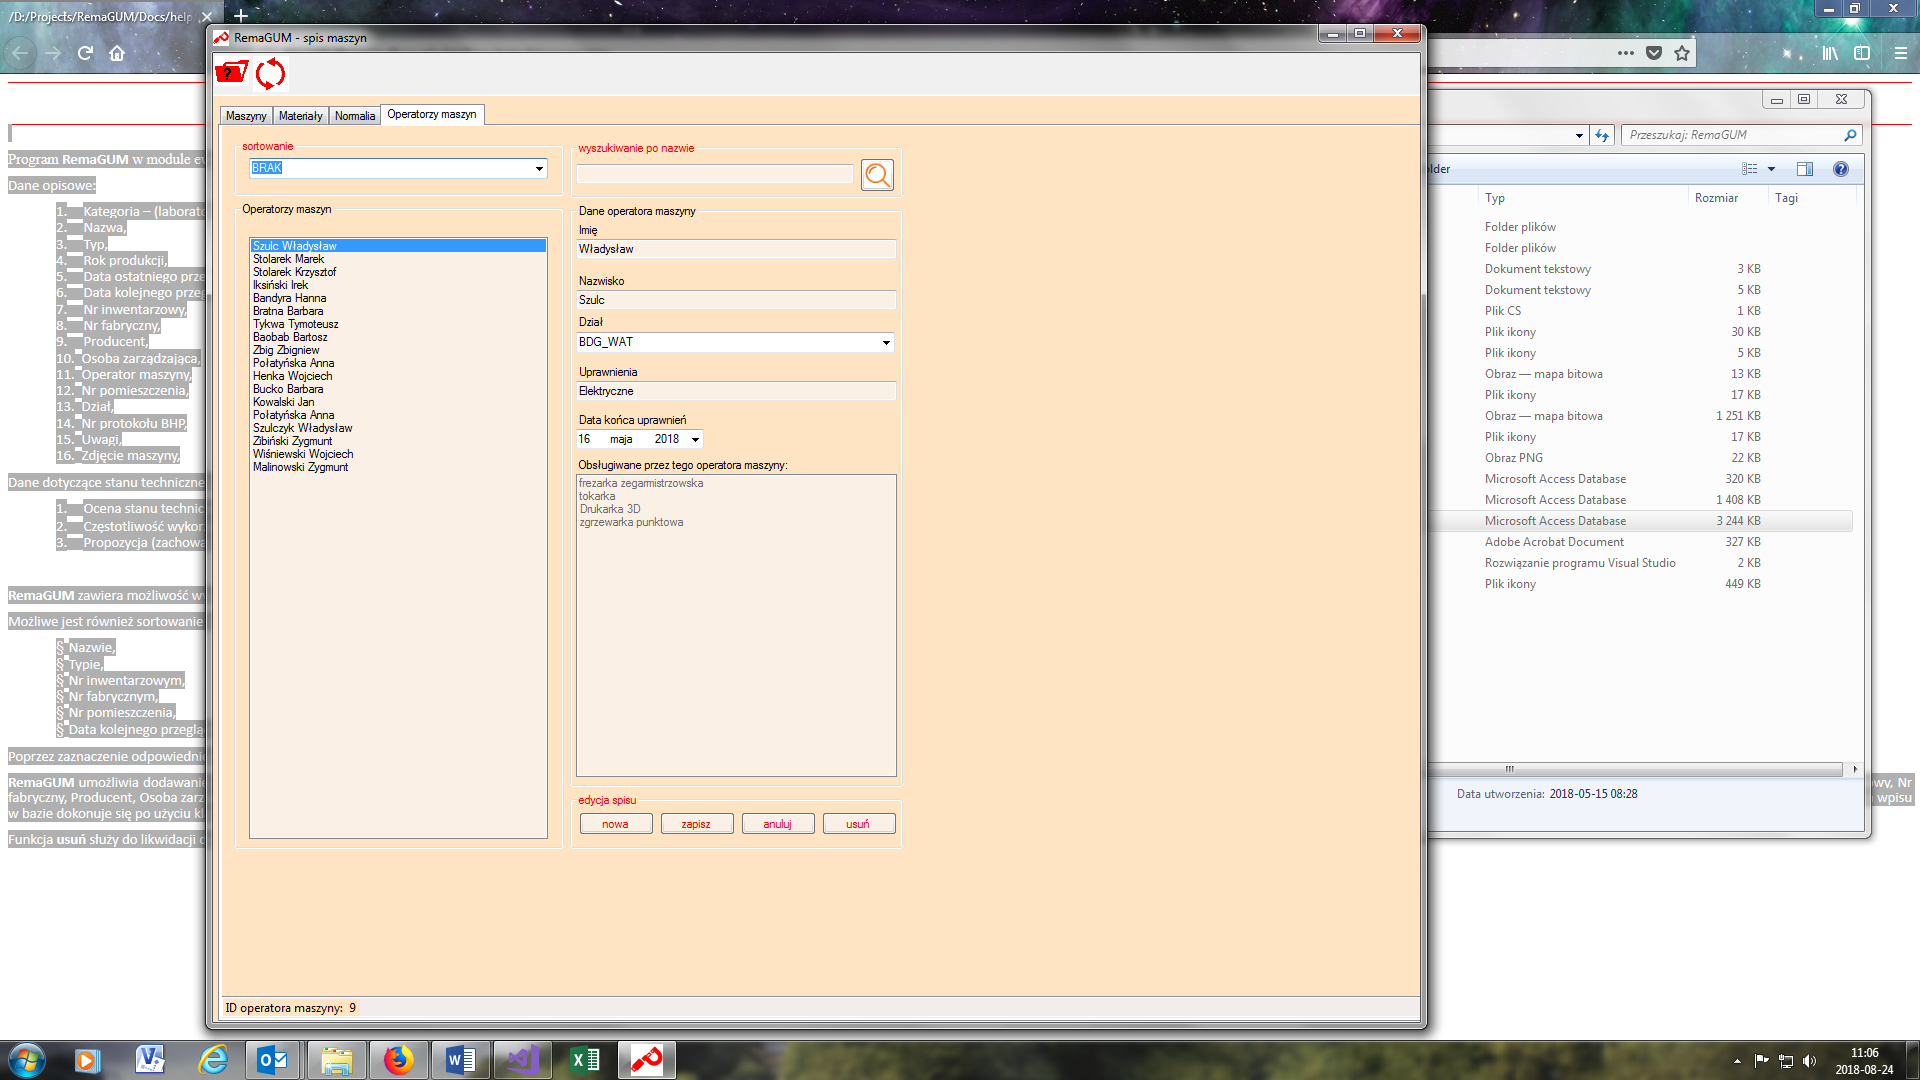 /D:/Projects/RemaGUM/Docs/help
RemaGUM - spis maszyn
Maszyny
Materiały
Normalia
Operatorzy maszyn
sortowanie
BRAK
Operatorzy maszyn
Szulc Władysław
Stolarek Marek
Stolarek Krzysztof
Iksiński Irek
Bandyra Hanna
Bratna Barbara
Tykwa Tymoteusz
Baobab Bartosz
Zbig Zbigniew
Połatyńska Anna
Henka Wojciech
Bucko Barbara
Kowalski Jan
Połatyńska Anna
Szulczyk Władysław
Zibiński Zygmunt
Wiśniewski Wojciech
Malinowski Zygmunt
wyszukiwanie po nazwie
Dane operatora maszyny
Imię
Władysław
Nazwisko
Szulc
Dział
BDG_WAT
Uprawnienia
Elektryczne
Data końca uprawnień
16 maja 2018
Obsługiwane przez tego operatora maszyny:
frezarka zegarmistrzowska
tokarka
Drukarka 3D
zgrzewarka punktowa
edycja spisu
nowa
zapisz
anuluj
usuń
ID operatora maszyny: 9
Program RemaGUM w module
Dane opisowe:
1. Kategoria – (laborato
2. Nazwa,
3. Typ,
4. Rok produkcji,
5. Data ostatniego prze
6. Data kolejnego przeg
7. Nr inwentarzowy,
8. Nr fabryczny,
9. Producent,
10. Osoba zarządzająca,
11. Operator maszyny,
12. Nr pomieszczenia,
13. Dział,
14. Nr protokołu BHP,
15. Uwagi,
16. Zdjęcie maszyny,
Dane dotyczące stanu techniczne
1. Ocena stanu technic
2. Częstotliwość wykor
3. Propozycja (zachowa
RemaGUM zawiera możliwość
Możliwe jest również sortowanie
§ Nazwie,
§ Typie,
§ Nr inwentarzowym,
§ Nr fabrycznym,
§ Nr pomieszczenia,
§ Data kolejnego przeglą
Poprzez zaznaczenie odpowiednie
RemaGUM umożliwia dodawanie
fabryczny, Producent, Osoba zarz
w bazie dokonuje się po użyciu kl
Funkcja usuń służy do likwidacji
wy, Nr
wpisu
Przeszukaj: RemaGUM
lder
Typ Rozmiar Tagi
Folder plików
Folder plików
Dokument tekstowy 3 KB
Dokument tekstowy 5 KB
Plik CS 1 KB
Plik ikony 30 KB
Plik ikony 5 KB
Obraz — mapa bitowa 13 KB
Plik ikony 17 KB
Obraz — mapa bitowa 1 251 KB
Plik ikony 17 KB
Obraz PNG 22 KB
Microsoft Access Database 320 KB
Microsoft Access Database 1 408 KB
Microsoft Access Database 3 244 KB
Adobe Acrobat Document 327 KB
Rozwiązanie programu Visual Studio 2 KB
Plik ikony 449 KB
Data utworzenia: 2018-05-15 08:28
11:06
2018-08-24